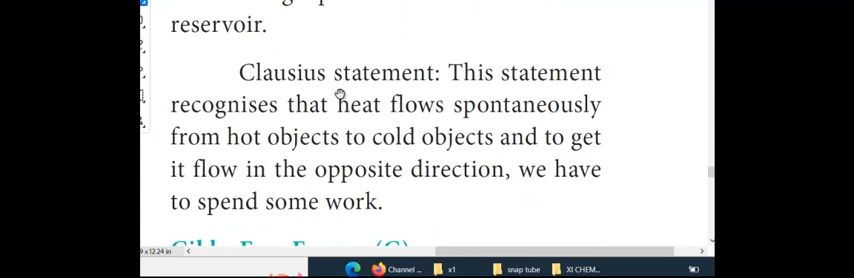 reservoir.
Clausius statement: This statement
recognises that heat flows spontaneously
from hot objects to cold objects and to get
it flow in the opposite direction, we have
to spend some work.
9 x 12.24 in
Channel ...
x1
snap tube
XI CHEM...